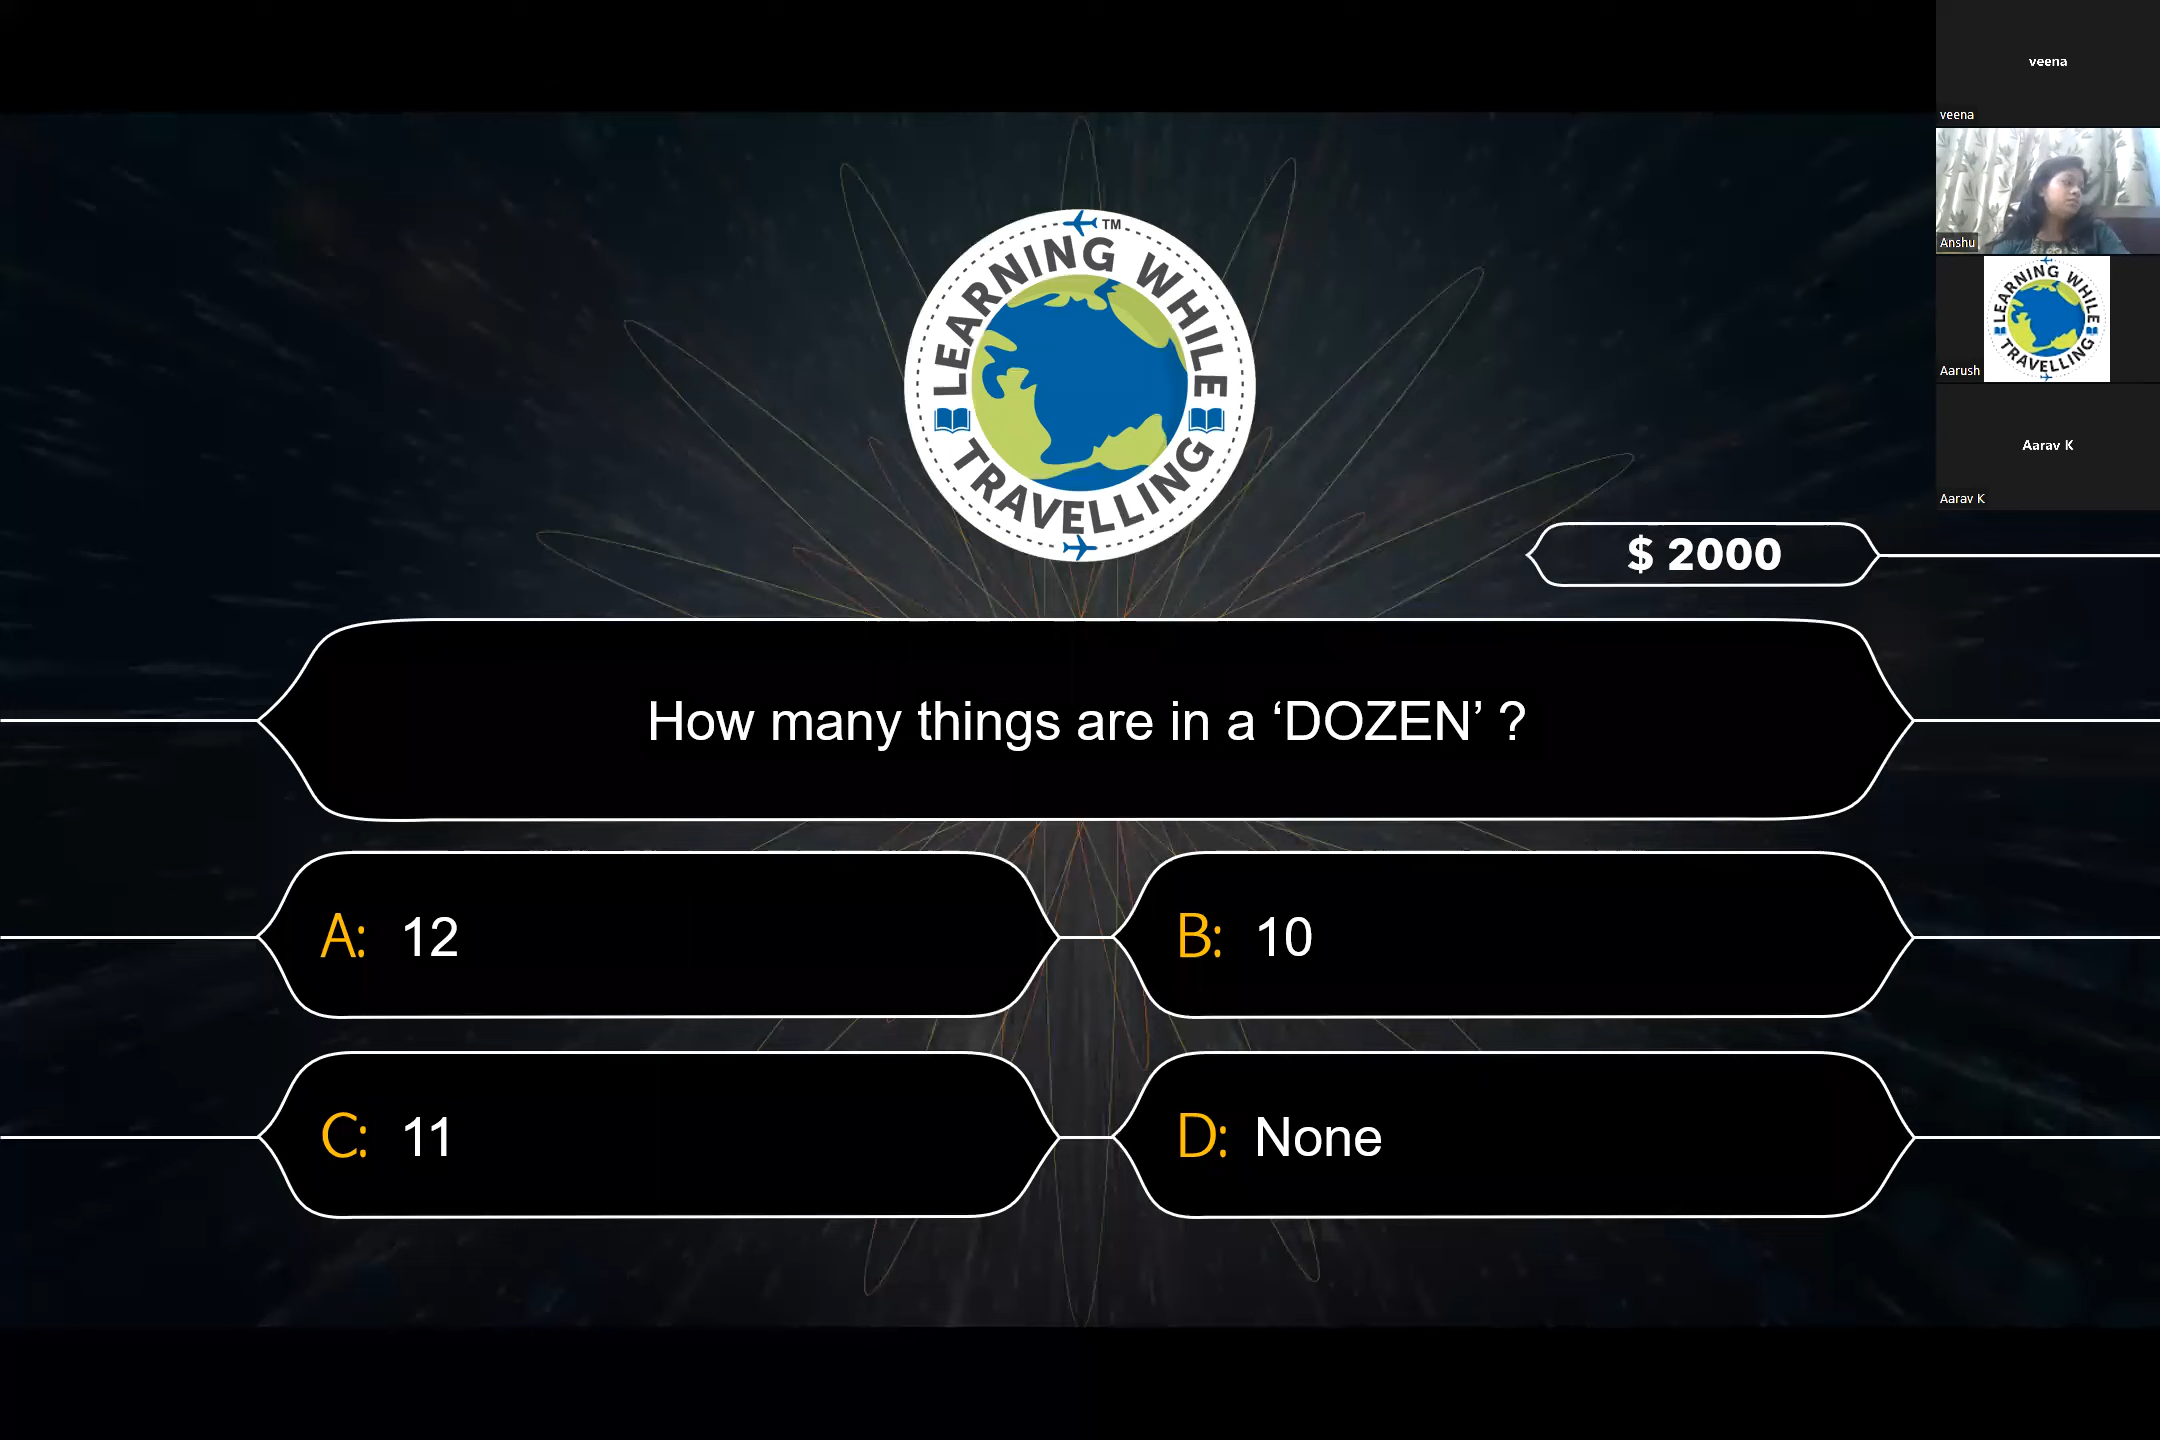 LEARNING WHILE
TRAVELLING
TM
$ 2000
How many things are in a ‘DOZEN’ ?
A: 12
B: 10
C: 11
D: None
veena
veena
Anshu
LEARNING WHILE
TRAVELLING
Aarush
Aarav K
Aarav K